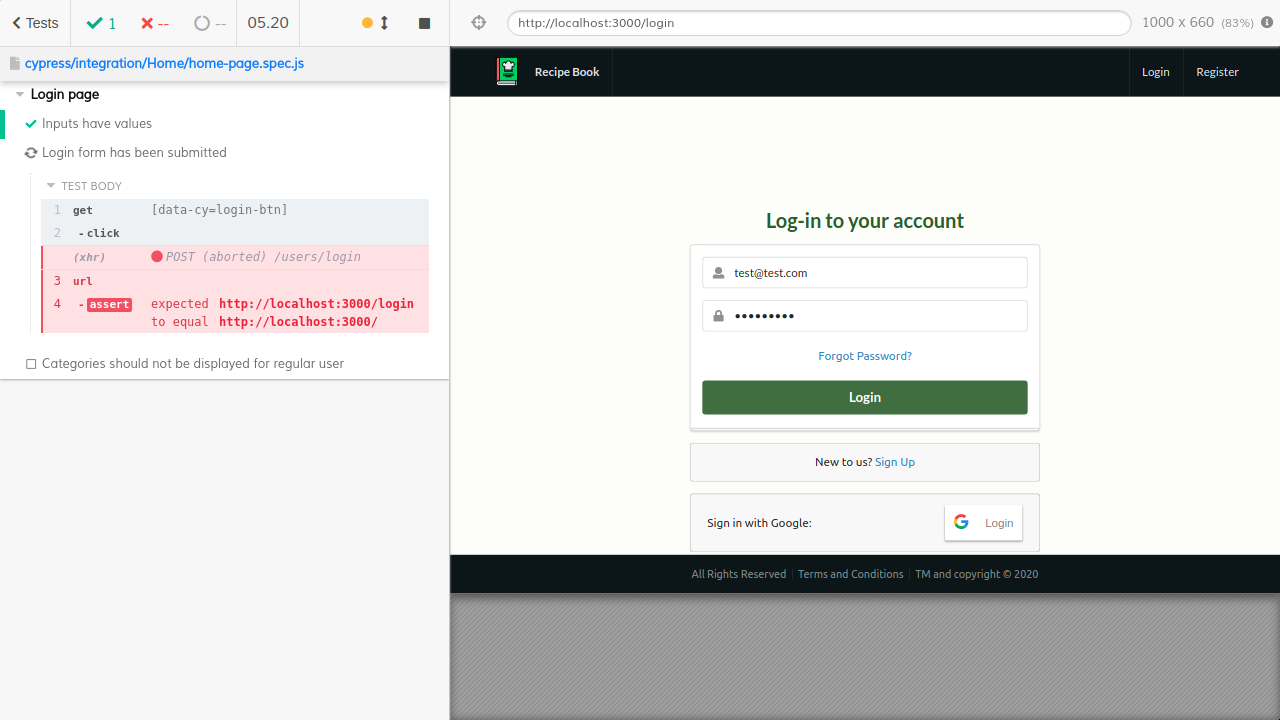 Tests
1
--
--
05.20
http://localhost:3000/login
1000 x 660 (83%)
cypress/integration/Home/home-page.spec.js
Login page
Inputs have values
Login form has been submitted
TEST BODY
1 get [data-cy=login-btn]
2 -click
(xhr) POST (aborted) /users/login
3 url
4 -assert expected http://localhost:3000/login
to equal http://localhost:3000/
Categories should not be displayed for regular user
Recipe Book
Login
Register
Log-in to your account
test@test.com
•••••••••
Forgot Password?
Login
New to us? Sign Up
Sign in with Google:
Login
All Rights Reserved
Terms and Conditions
TM and copyright © 2020